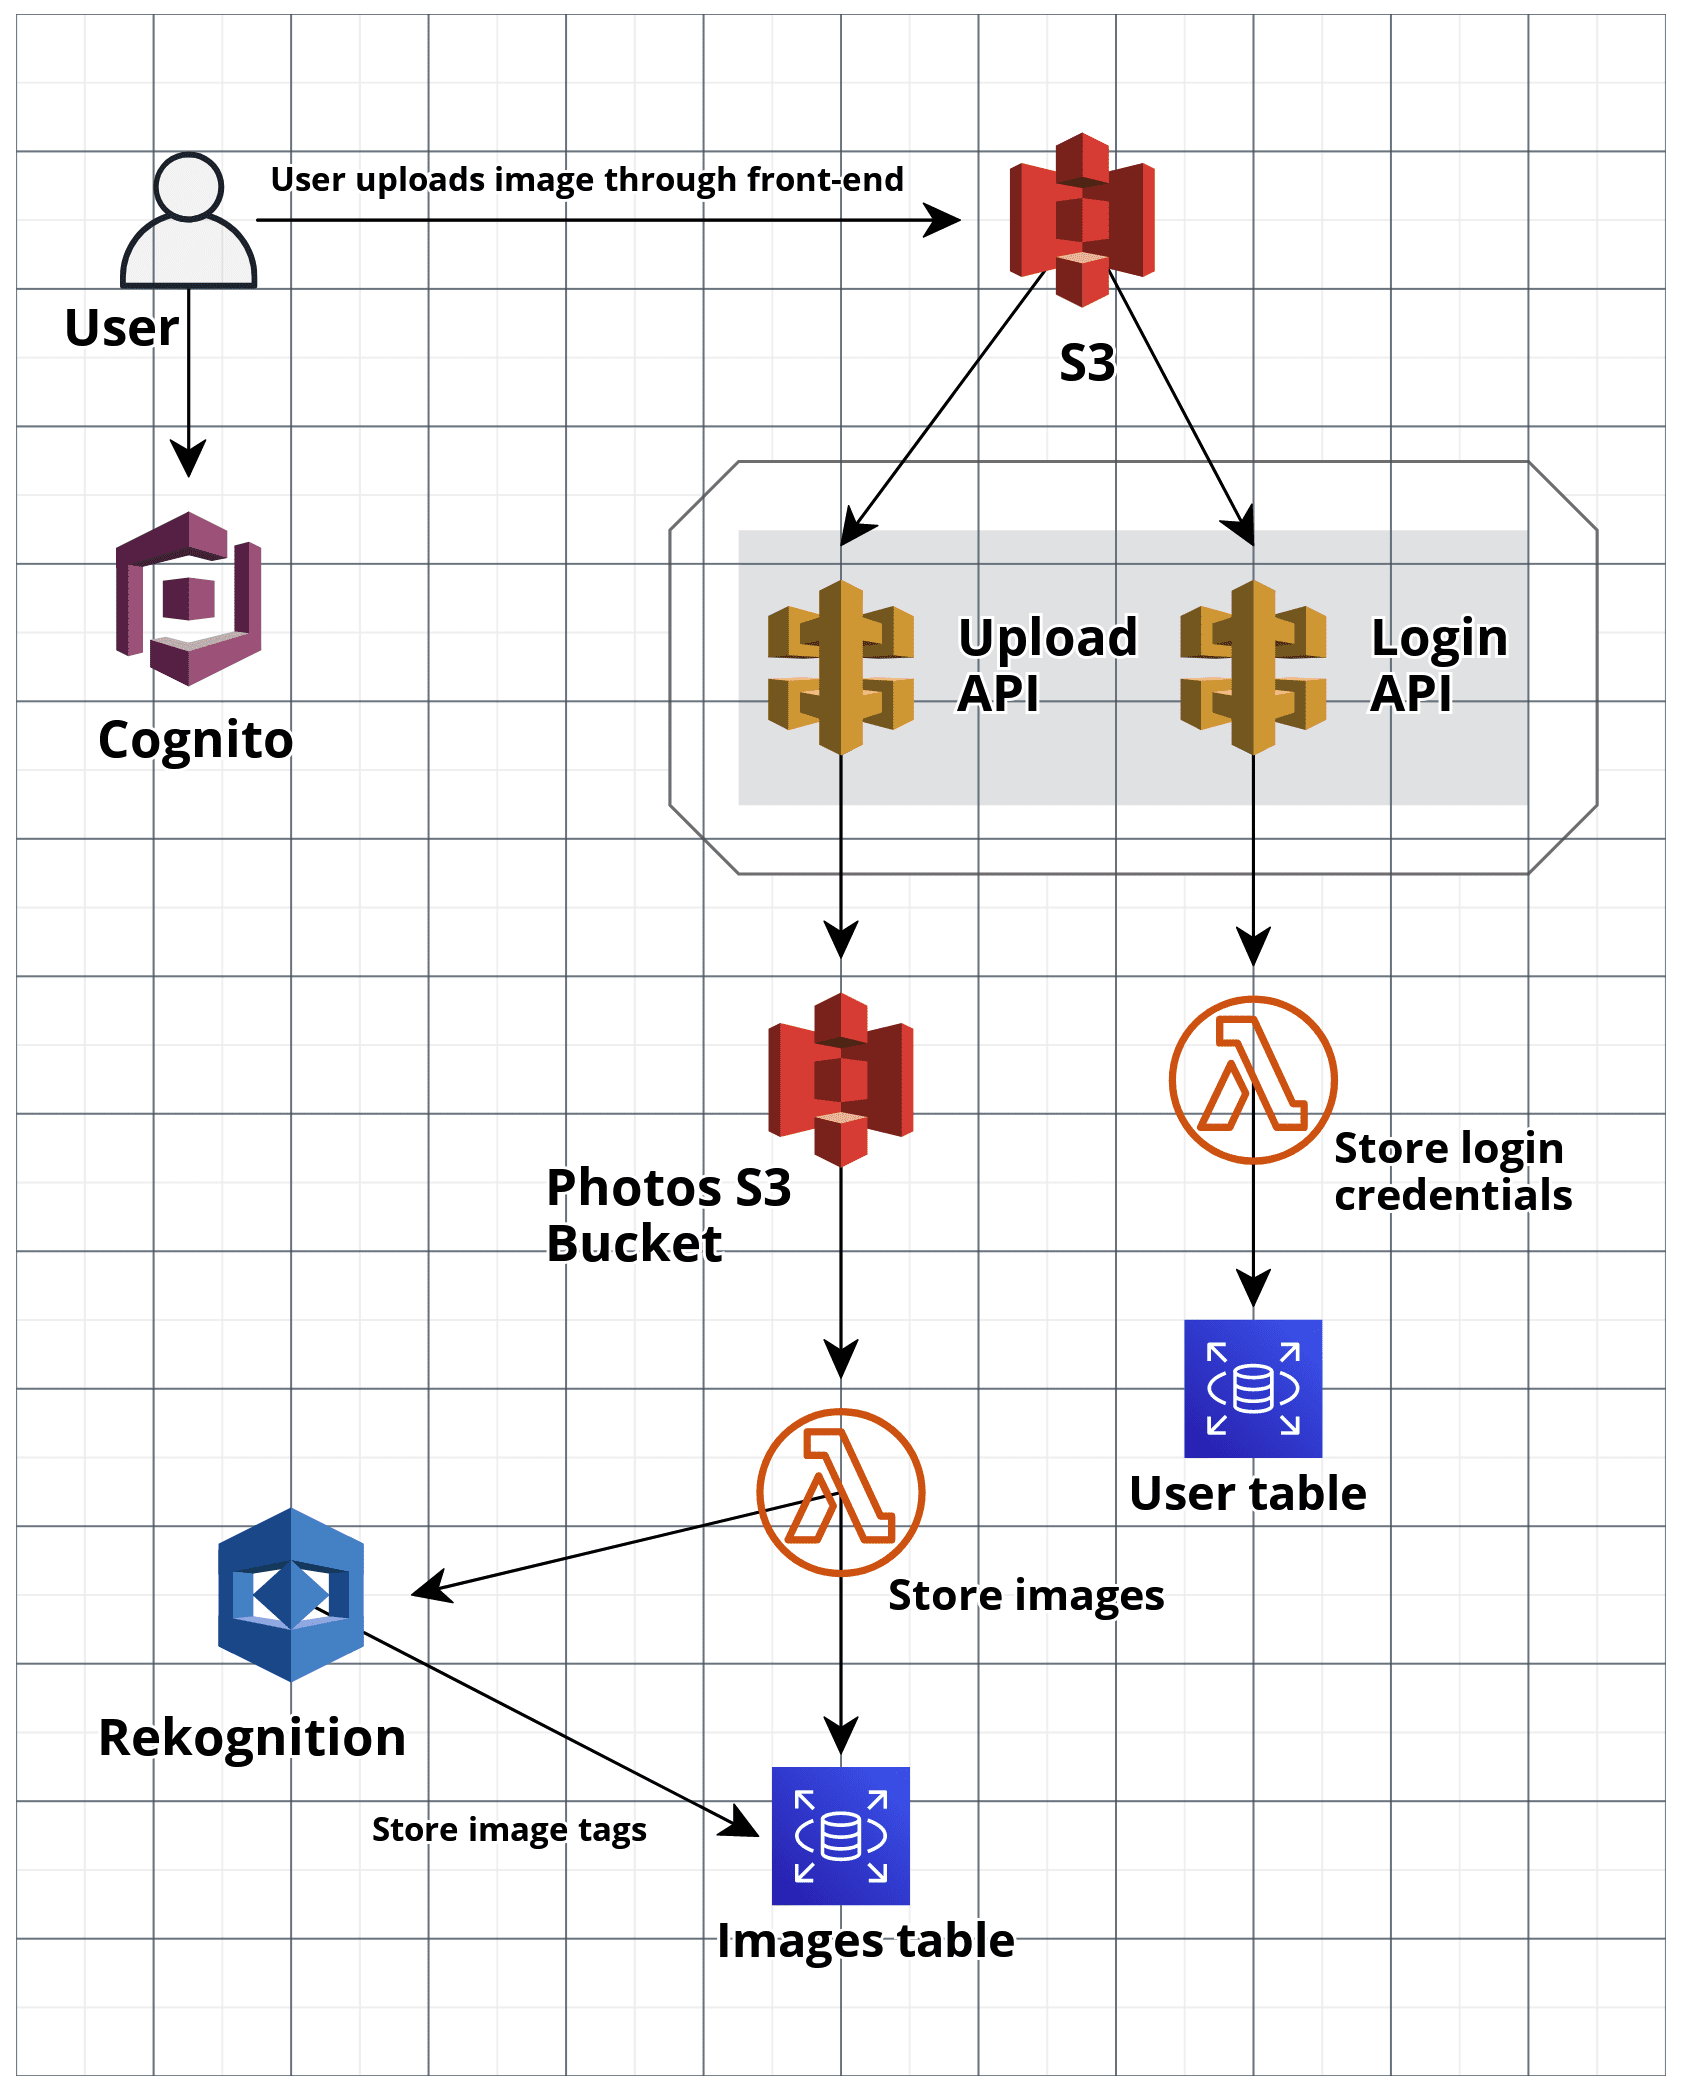 User uploads image through front-end
User
S3
Upload
API
Login
API
Cognito
Photos S3
Bucket
Store login
credentials
User table
Store images
Rekognition
Store image tags
Images table